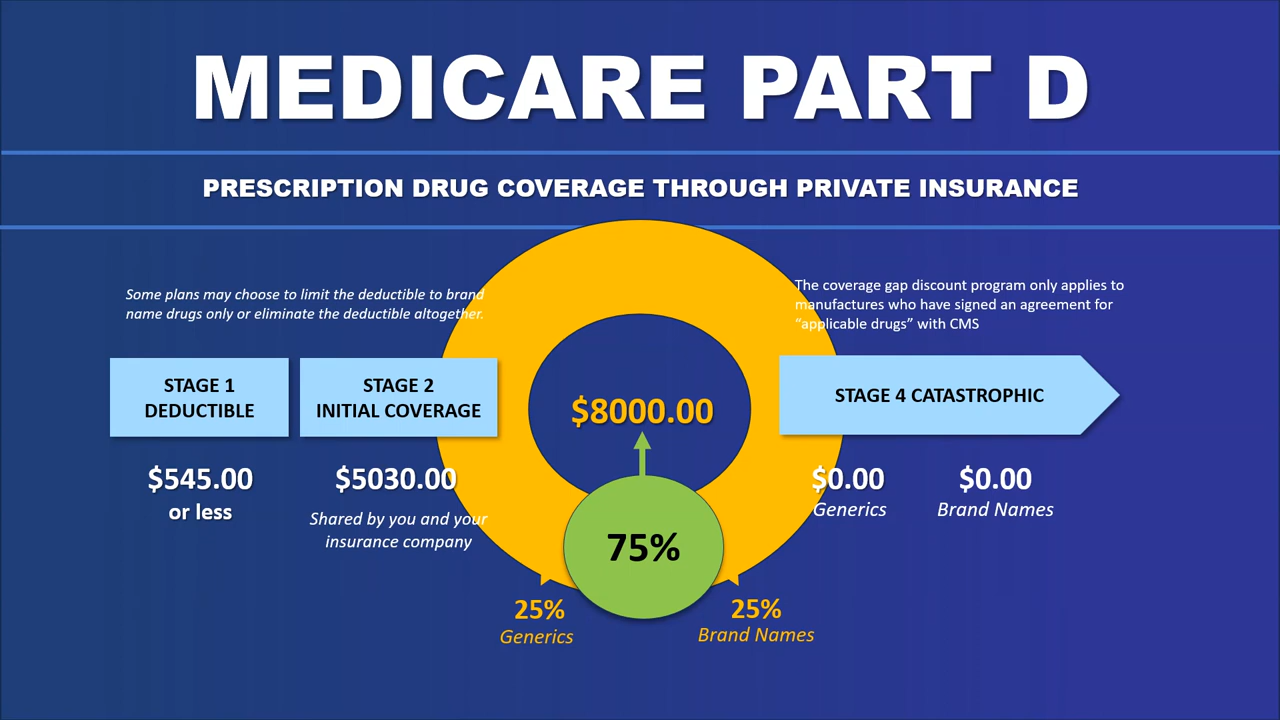 MEDICARE PART D
PRESCRIPTION DRUG COVERAGE THROUGH PRIVATE INSURANCE
Some plans may choose to limit the deductible to brand
name drugs only or eliminate the deductible altogether.
STAGE 1
DEDUCTIBLE
$545.00
or less
STAGE 2
INITIAL COVERAGE
$5030.00
Shared by you and your
insurance company
$8000.00
75%
25%
Generics
25%
Brand Names
The coverage gap discount program only applies to
manufactures who have signed an agreement for
“applicable drugs” with CMS
STAGE 4 CATASTROPHIC
$0.00
Generics
$0.00
Brand Names